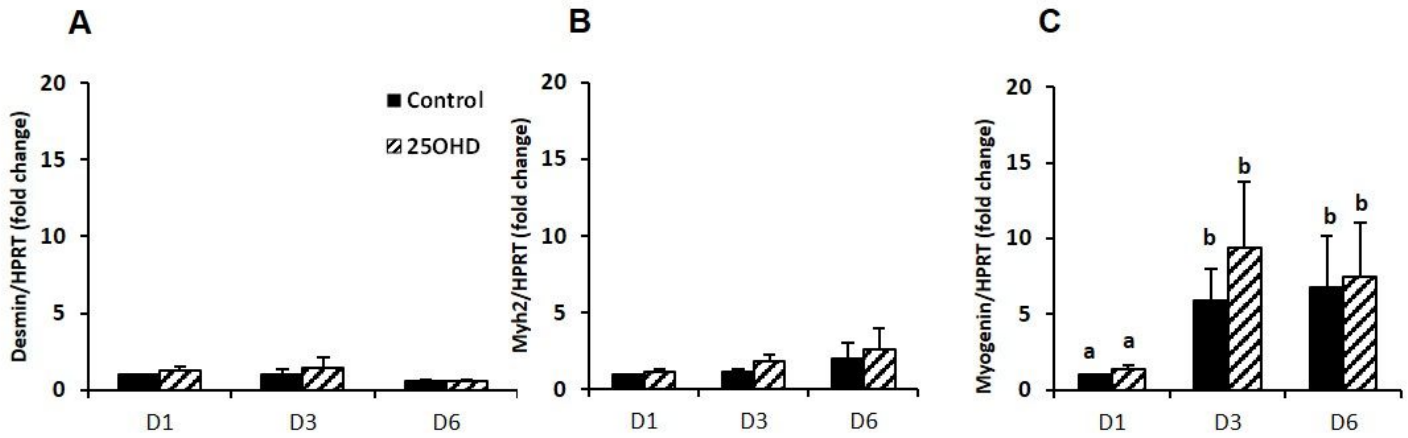 A
Desmin/HPRT (fold change)
20
15
10
5
0
Control
25OHD
D1 D3 D6
B
Myh2/HPRT (fold change)
20
15
10
5
0
D1 D3 D6
C
Myogenin/HPRT (fold change)
20
15
10
5
0
a a b b b b
D1 D3 D6